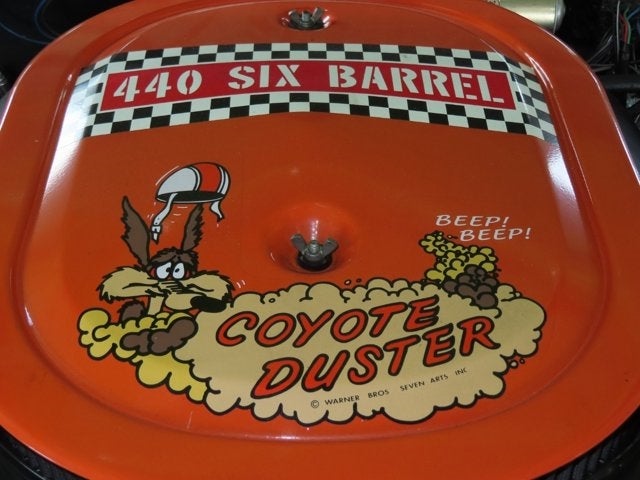 440 SIX BARREL
BEEP!
BEEP!
COYOTE
DUSTER
© WARNER BROS SEVEN ARTS INC